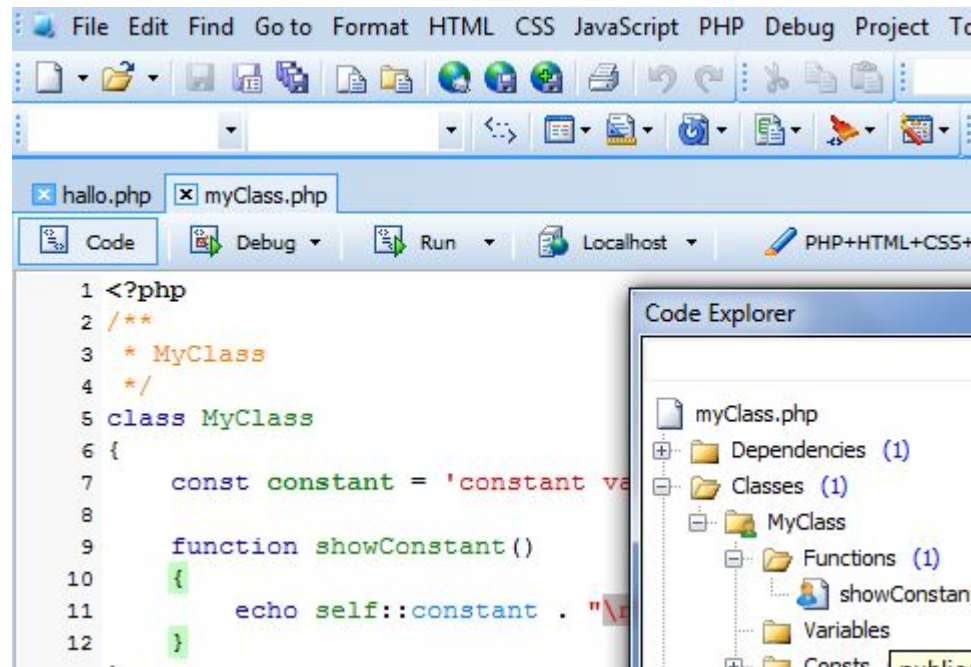 File Edit Find Go to Format HTML CSS JavaScript PHP Debug Project
hallo.php myClass.php
Code Debug Run Localhost PHP+HTML+CSS+
1 <?php
2 /**
3 * MyClass
4 */
5 class MyClass
6 {
7 const constant = 'constant
8
9 function showConstant()
10 {
11 echo self::constant . "\
12 }
Code Explorer
myClass.php
Dependencies (1)
Classes (1)
MyClass
Functions (1)
showConstan
Variables
Consts